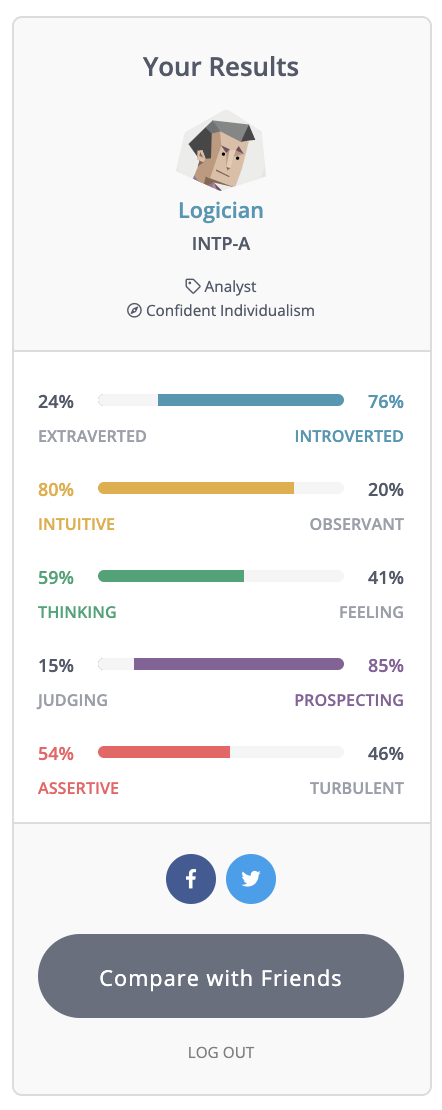 Your Results
Logician
INTP-A
Analyst
Confident Individualism
24% 76%
EXTRAVERTED INTROVERTED
80% 20%
INTUITIVE OBSERVANT
59% 41%
THINKING FEELING
15% 85%
JUDGING PROSPECTING
54% 46%
ASSERTIVE TURBULENT
Compare with Friends
LOG OUT